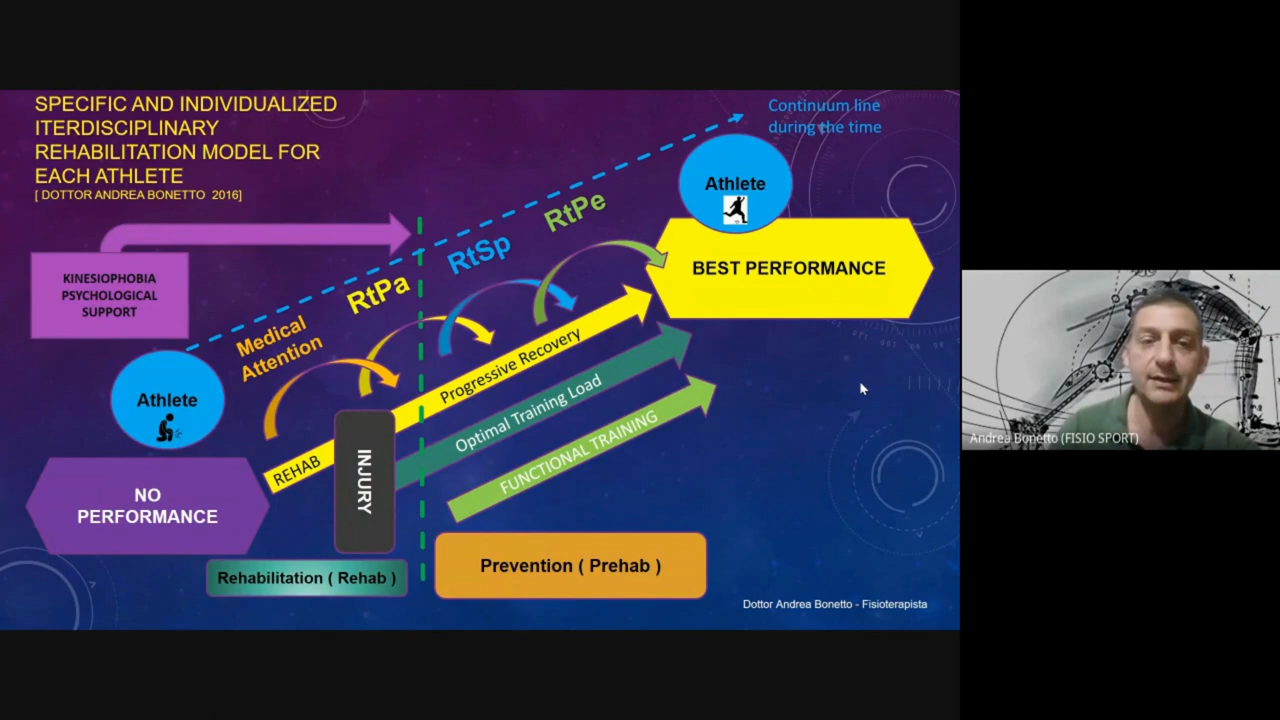 SPECIFIC AND INDIVIDUALIZED
ITERDISCIPLINARY
REHABILITATION MODEL FOR
EACH ATHLETE
[ DOTTOR ANDREA BONETTO 2016]
Continuum line
during the time
Athlete
RtPe
RtSp
RtPa
Medical
Attention
BEST PERFORMANCE
KINESIOPHOBIA
PSYCHOLOGICAL
SUPPORT
Athlete
Progressive Recovery
Optimal Training Load
FUNCTIONAL TRAINING
REHAB
INJURY
NO
PERFORMANCE
Rehabilitation ( Rehab )
Prevention ( Prehab )
Dottor Andrea Bonetto - Fisioterapista
Andrea Bonetto (FISIO SPORT)